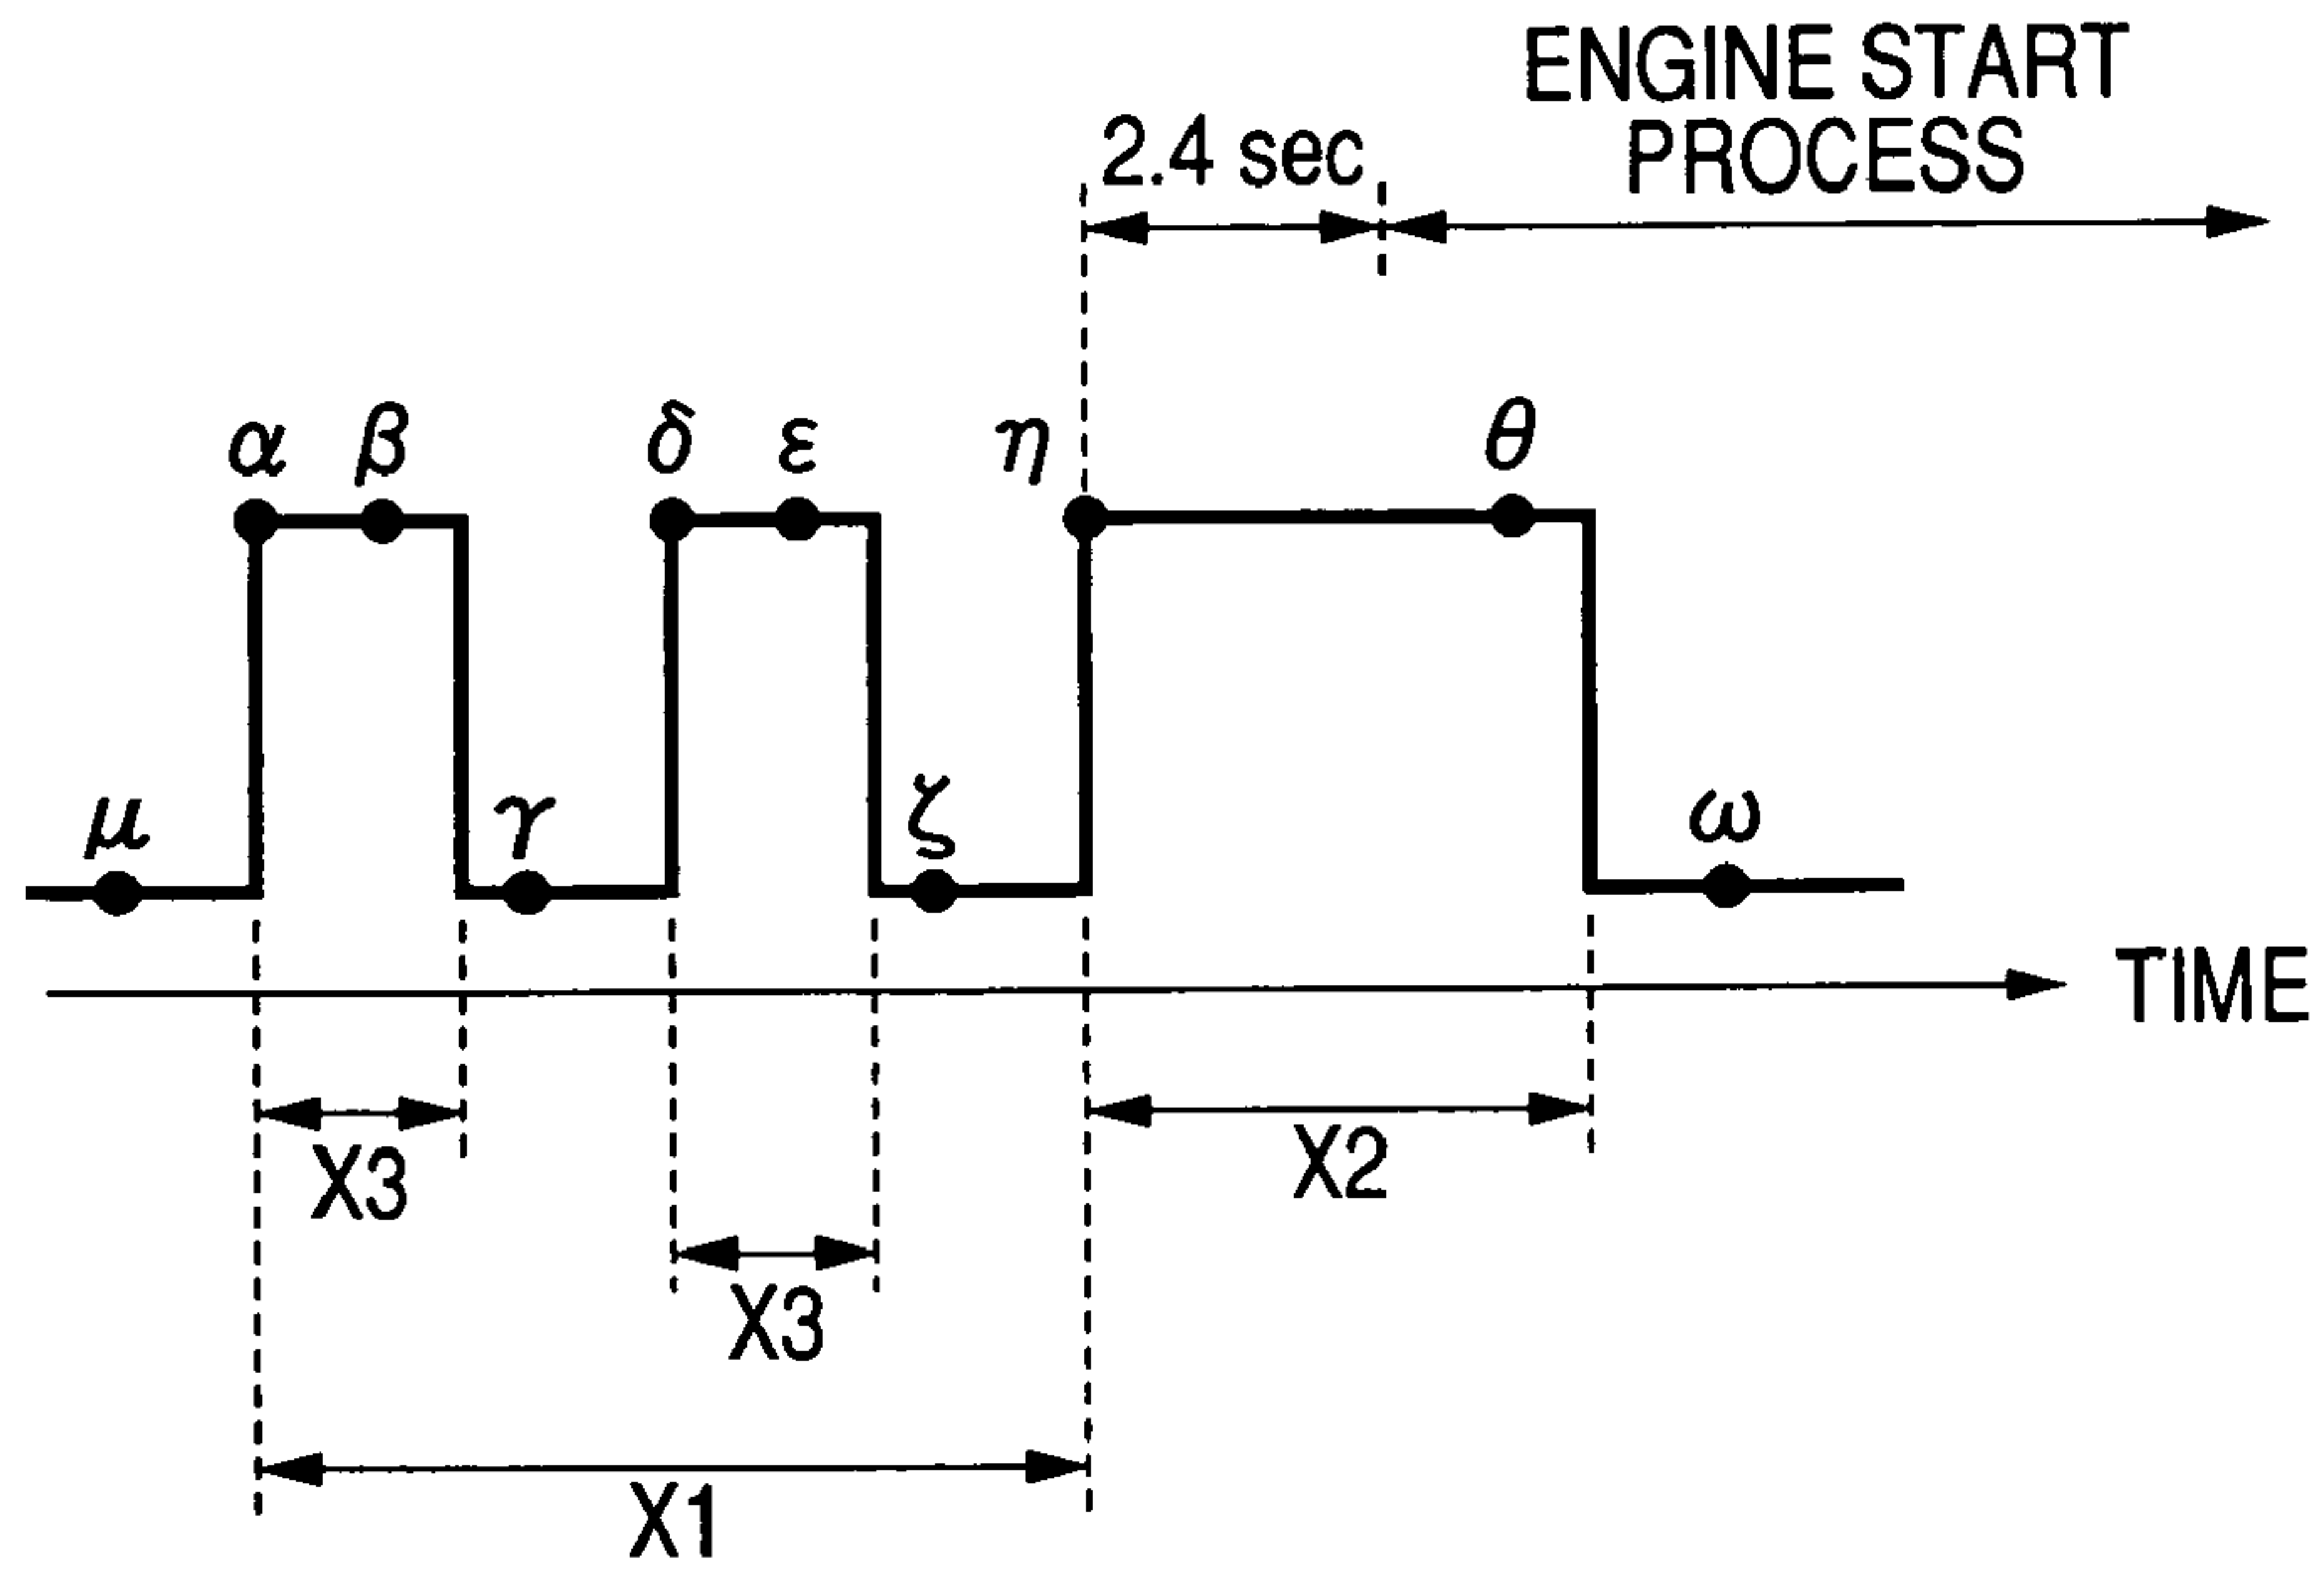 ENGINE START
PROCESS
2.4 sec
α β δ ε η θ
μ γ ζ ω
TIME
X3 X2
X3
X1